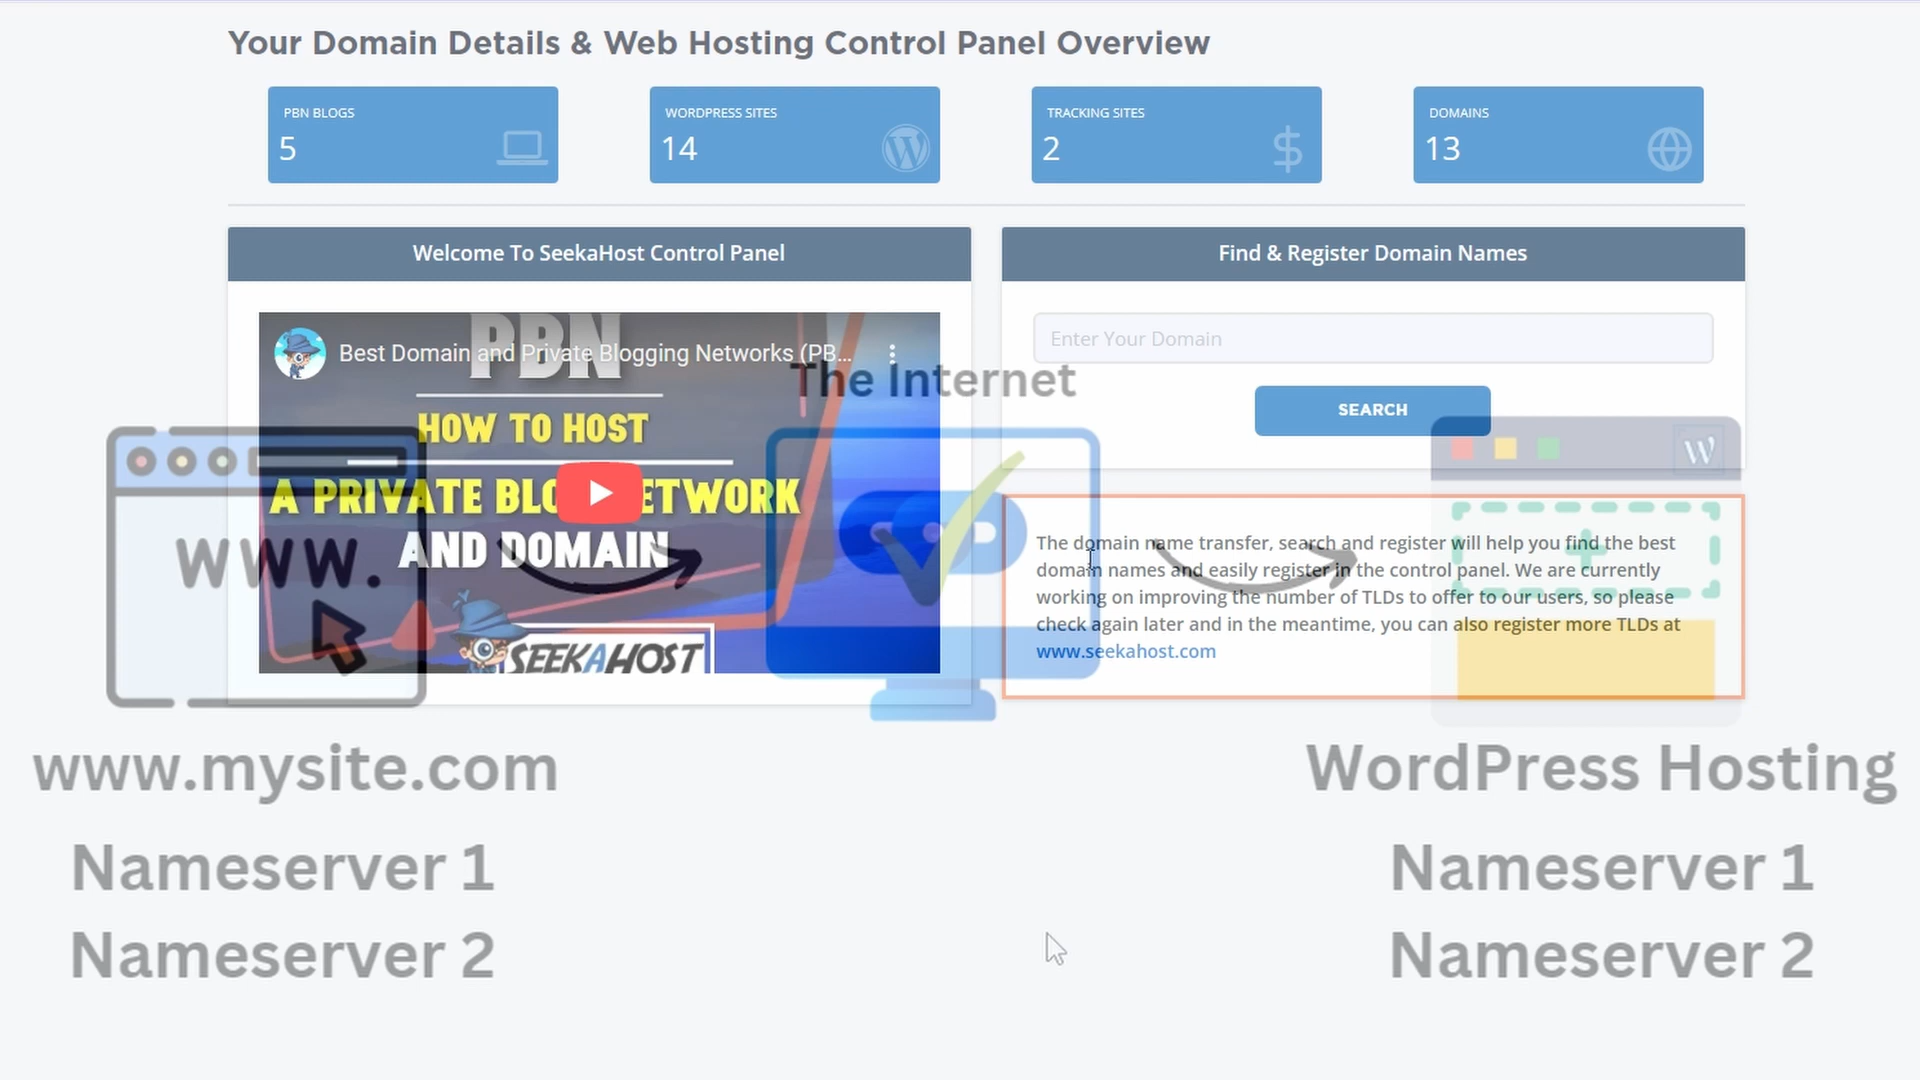 Your Domain Details & Web Hosting Control Panel Overview
PBN BLOGS
5
WORDPRESS SITES
14
TRACKING SITES
2
DOMAINS
13
Welcome To SeekaHost Control Panel
Best Domain and Private Blogging Networks (PB...
PBN
HOW TO HOST
A PRIVATE BLOG NETWORK
AND DOMAIN
SEEKAHOST
Find & Register Domain Names
Enter Your Domain
SEARCH
The domain name transfer, search and register will help you find the best
domain names and easily register in the control panel. We are currently
working on improving the number of TLDs to offer to our users, so please
check again later and in the meantime, you can also register more TLDs at
www.seekahost.com
The Internet
WWW.
W
www.mysite.com
Nameserver 1
Nameserver 2
WordPress Hosting
Nameserver 1
Nameserver 2